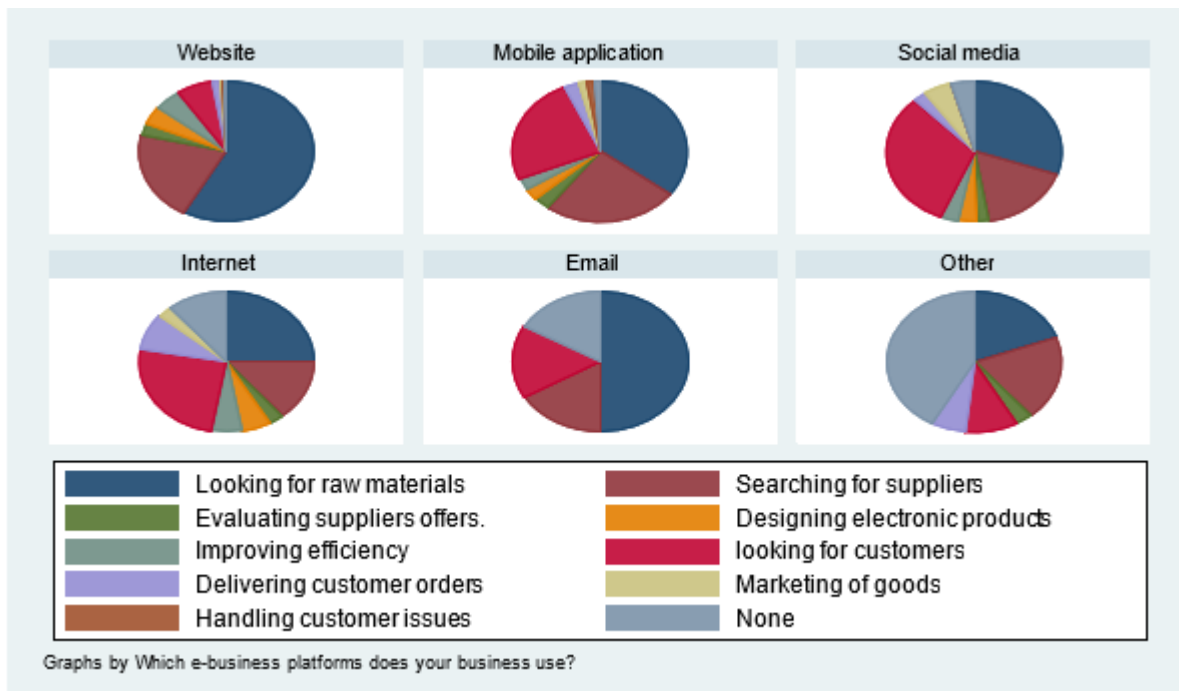 Website
Mobile application
Social media
Internet
Email
Other
Looking for raw materials
Searching for suppliers
Evaluating suppliers offers.
Designing electronic products
Improving efficiency
looking for customers
Delivering customer orders
Marketing of goods
Handling customer issues
None
Graphs by Which e-business platforms does your business use?